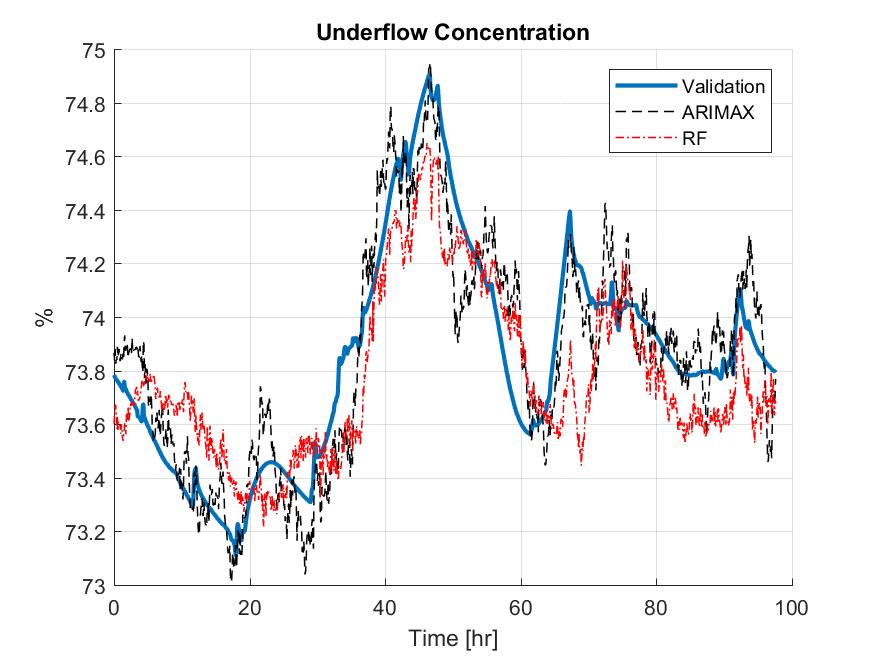 Underflow Concentration
75
74.8
74.6
74.4
74.2
74
73.8
73.6
73.4
73.2
73
%
Validation
ARIMAX
RF
0 20 40 60 80 100
Time [hr]